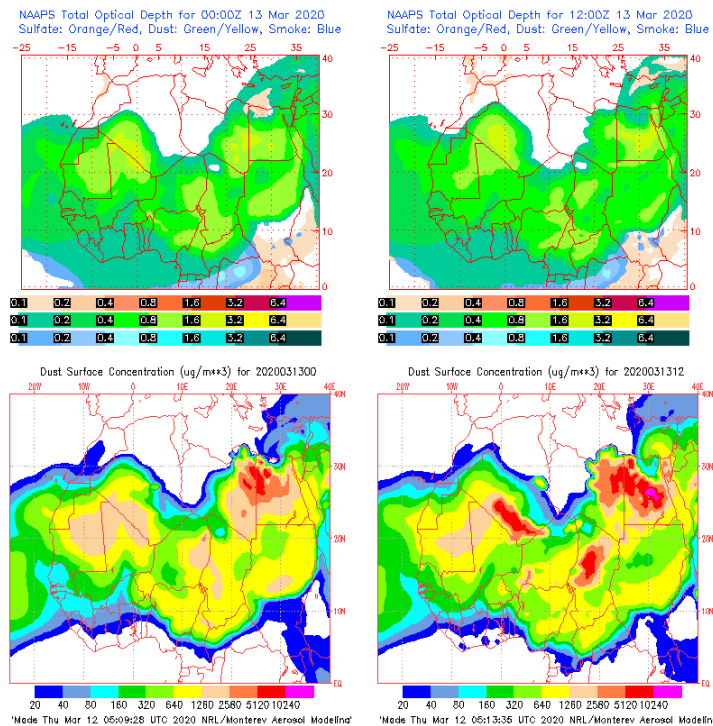 NAAPS Total Optical Depth for 00:00Z 13 Mar 2020
Sulfate: Orange/Red, Dust: Green/Yellow, Smoke: Blue
-25 -15 -5 5 15 25 35
40
30
20
10
0
0.1 0.2 0.4 0.8 1.6 3.2 6.4
0.1 0.2 0.4 0.8 1.6 3.2 6.4
0.1 0.2 0.4 0.8 1.6 3.2 6.4
NAAPS Total Optical Depth for 12:00Z 13 Mar 2020
Sulfate: Orange/Red, Dust: Green/Yellow, Smoke: Blue
-25 -15 -5 5 15 25 35
40
30
20
10
0
0.1 0.2 0.4 0.8 1.6 3.2 6.4
0.1 0.2 0.4 0.8 1.6 3.2 6.4
0.1 0.2 0.4 0.8 1.6 3.2 6.4
Dust Surface Concentration (ug/m**3) for 2020031300
20W 10W 0 10E 20E 30E
40N
30N
20N
10N
EQ
20 40 80 160 320 640 1280 2560 5120 10240
'Made Thu Mar 12 05:09:28 UTC 2020 NRL/Monterey Aerosol Modeling'
Dust Surface Concentration (ug/m**3) for 2020031312
20W 10W 0 10E 20E 30E
40N
30N
20N
10N
EQ
20 40 80 160 320 640 1280 2560 5120 10240
'Made Thu Mar 12 05:13:35 UTC 2020 NRL/Monterey Aerosol Modeling'